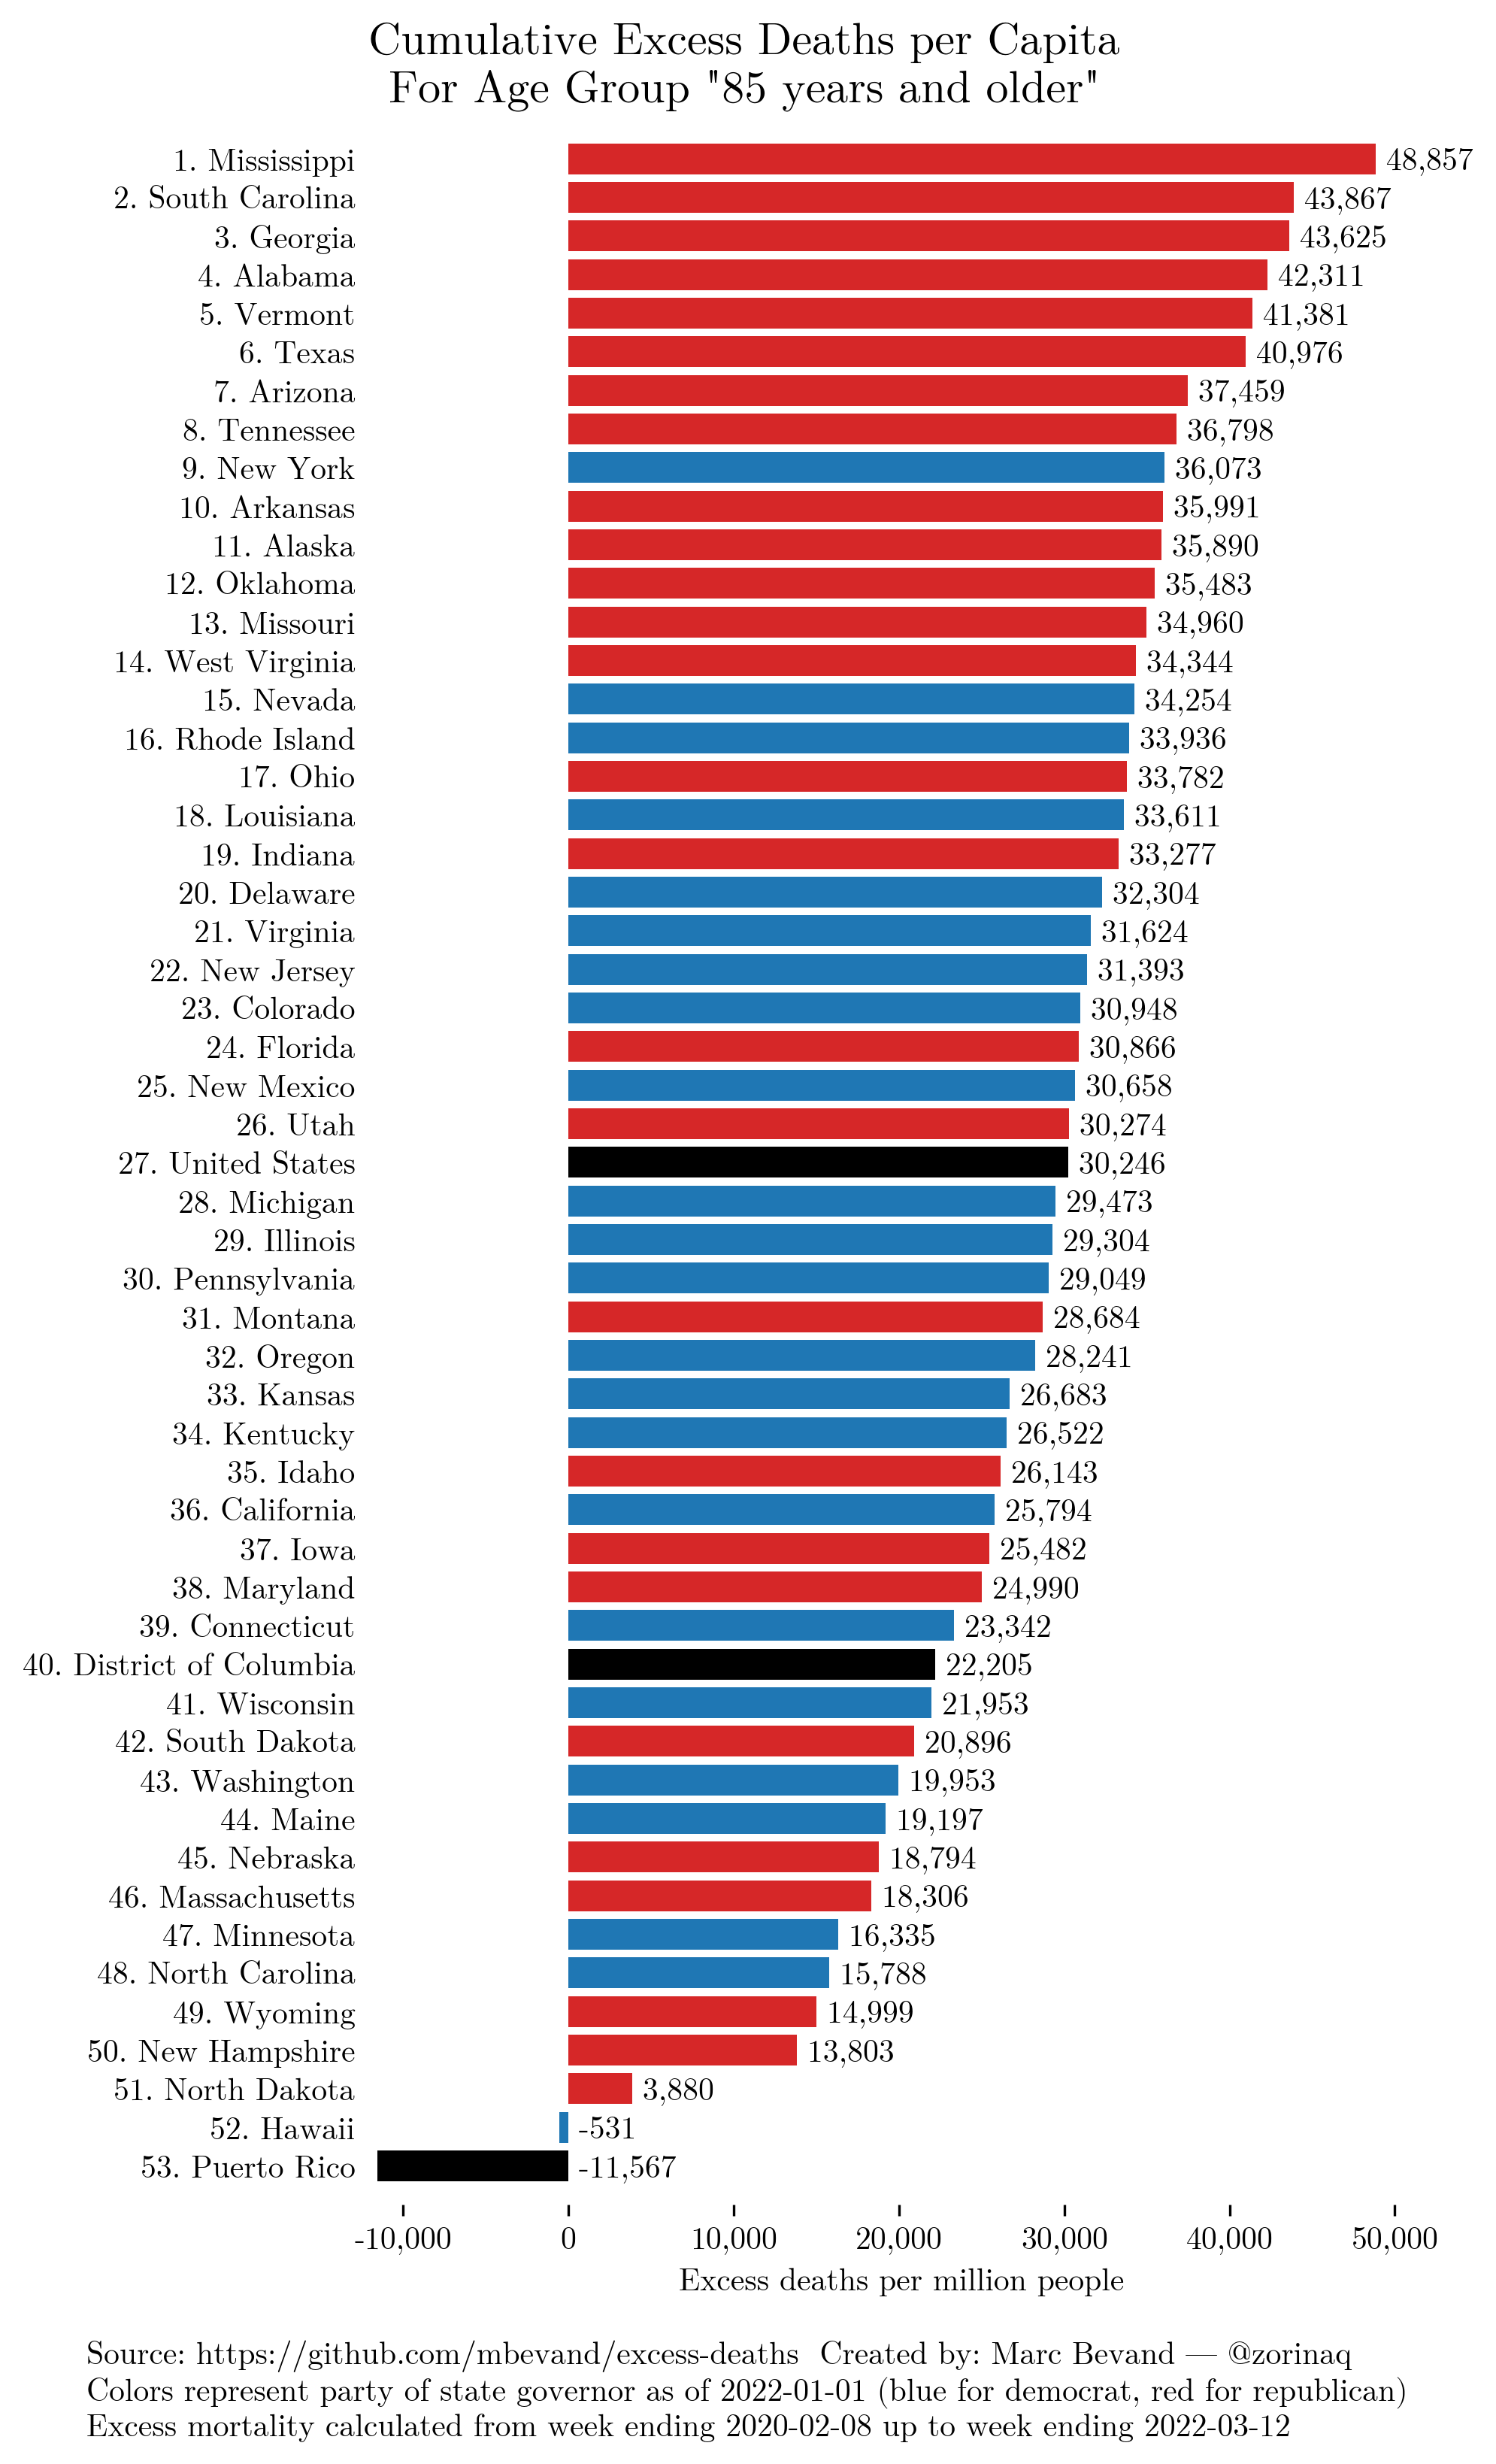 Cumulative Excess Deaths per Capita
For Age Group "85 years and older"
1. Mississippi 48,857
2. South Carolina 43,867
3. Georgia 43,625
4. Alabama 42,311
5. Vermont 41,381
6. Texas 40,976
7. Arizona 37,459
8. Tennessee 36,798
9. New York 36,073
10. Arkansas 35,991
11. Alaska 35,890
12. Oklahoma 35,483
13. Missouri 34,960
14. West Virginia 34,344
15. Nevada 34,254
16. Rhode Island 33,936
17. Ohio 33,782
18. Louisiana 33,611
19. Indiana 33,277
20. Delaware 32,304
21. Virginia 31,624
22. New Jersey 31,393
23. Colorado 30,948
24. Florida 30,866
25. New Mexico 30,658
26. Utah 30,274
27. United States 30,246
28. Michigan 29,473
29. Illinois 29,304
30. Pennsylvania 29,049
31. Montana 28,684
32. Oregon 28,241
33. Kansas 26,683
34. Kentucky 26,522
35. Idaho 26,143
36. California 25,794
37. Iowa 25,482
38. Maryland 24,990
39. Connecticut 23,342
40. District of Columbia 22,205
41. Wisconsin 21,953
42. South Dakota 20,896
43. Washington 19,953
44. Maine 19,197
45. Nebraska 18,794
46. Massachusetts 18,306
47. Minnesota 16,335
48. North Carolina 15,788
49. Wyoming 14,999
50. New Hampshire 13,803
51. North Dakota 3,880
52. Hawaii -531
53. Puerto Rico -11,567
-10,000 0 10,000 20,000 30,000 40,000 50,000
Excess deaths per million people
Source: https://github.com/mbevand/excess-deaths Created by: Marc Bevand — @zorinaq
Colors represent party of state governor as of 2022-01-01 (blue for democrat, red for republican)
Excess mortality calculated from week ending 2020-02-08 up to week ending 2022-03-12